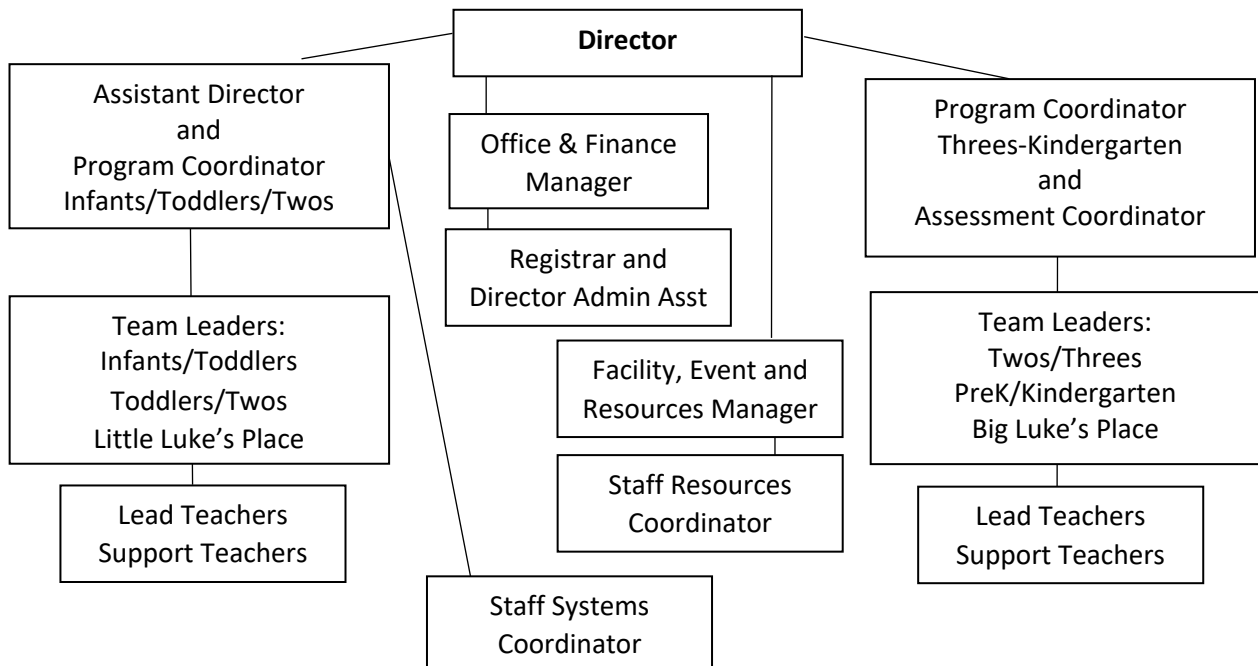 Director
Assistant Director
and
Program Coordinator
Infants/Toddlers/Twos
Office & Finance
Manager
Program Coordinator
Threes-Kindergarten
and
Assessment Coordinator
Registrar and
Director Admin Asst
Team Leaders:
Infants/Toddlers
Toddlers/Twos
Little Luke’s Place
Facility, Event and
Resources Manager
Team Leaders:
Twos/Threes
PreK/Kindergarten
Big Luke’s Place
Lead Teachers
Support Teachers
Staff Resources
Coordinator
Lead Teachers
Support Teachers
Staff Systems
Coordinator